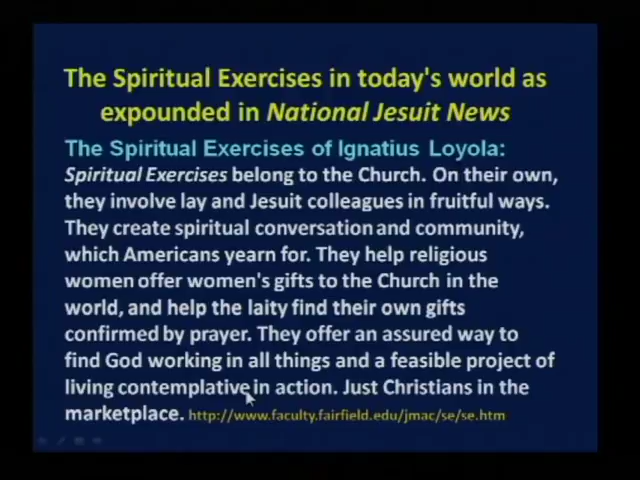 The Spiritual Exercises in today's world as
expounded in National Jesuit News
The Spiritual Exercises of Ignatius Loyola:
Spiritual Exercises belong to the Church. On their own,
they involve lay and Jesuit colleagues in fruitful ways.
They create spiritual conversation and community,
which Americans yearn for. They help religious
women offer women's gifts to the Church in the
world, and help the laity find their own gifts
confirmed by prayer. They offer an assured way to
find God working in all things and a feasible project of
living contemplative in action. Just Christians in the
marketplace. http://www.faculty.fairfield.edu/jmac/se/se.htm